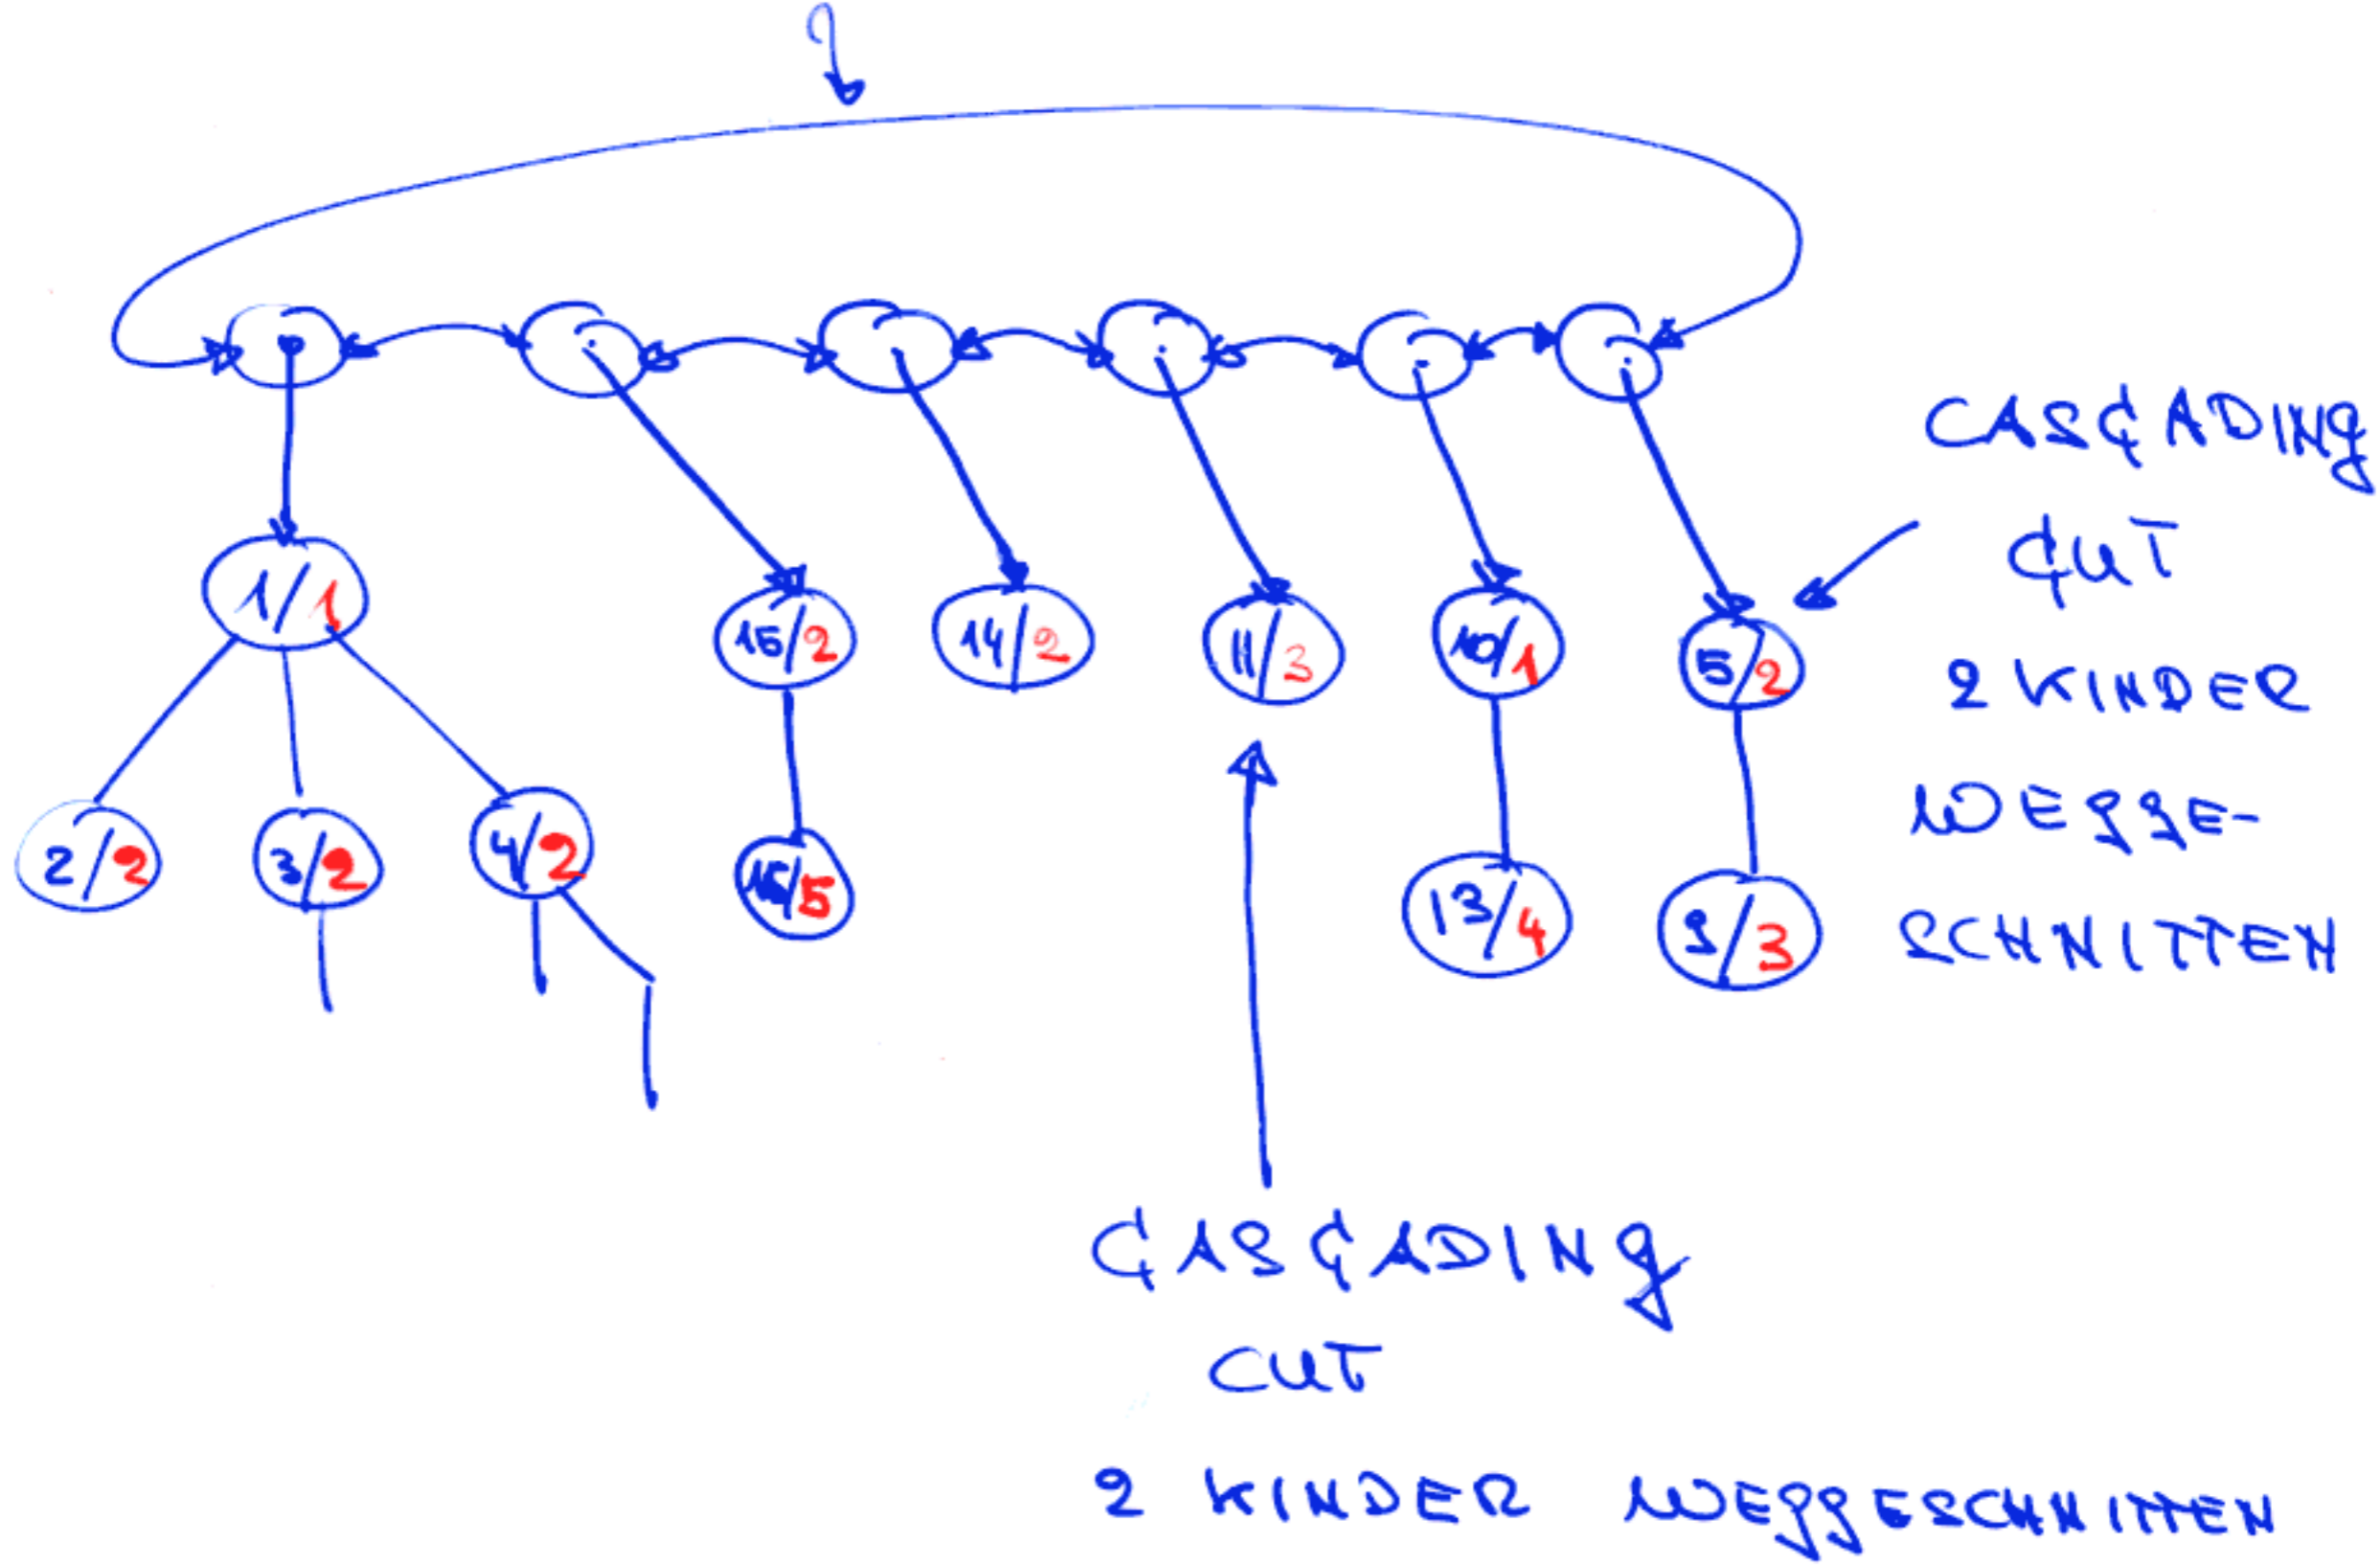 1/1
15/2
14/2
11/3
10/1
5/2
CASCADING
CUT
2 KINDER
WEGGE-
SCHNITTEN
2/2
3/2
4/2
/5
13/4
9/3
CASCADING
CUT
2 KINDER WEGGESCHNITTEN